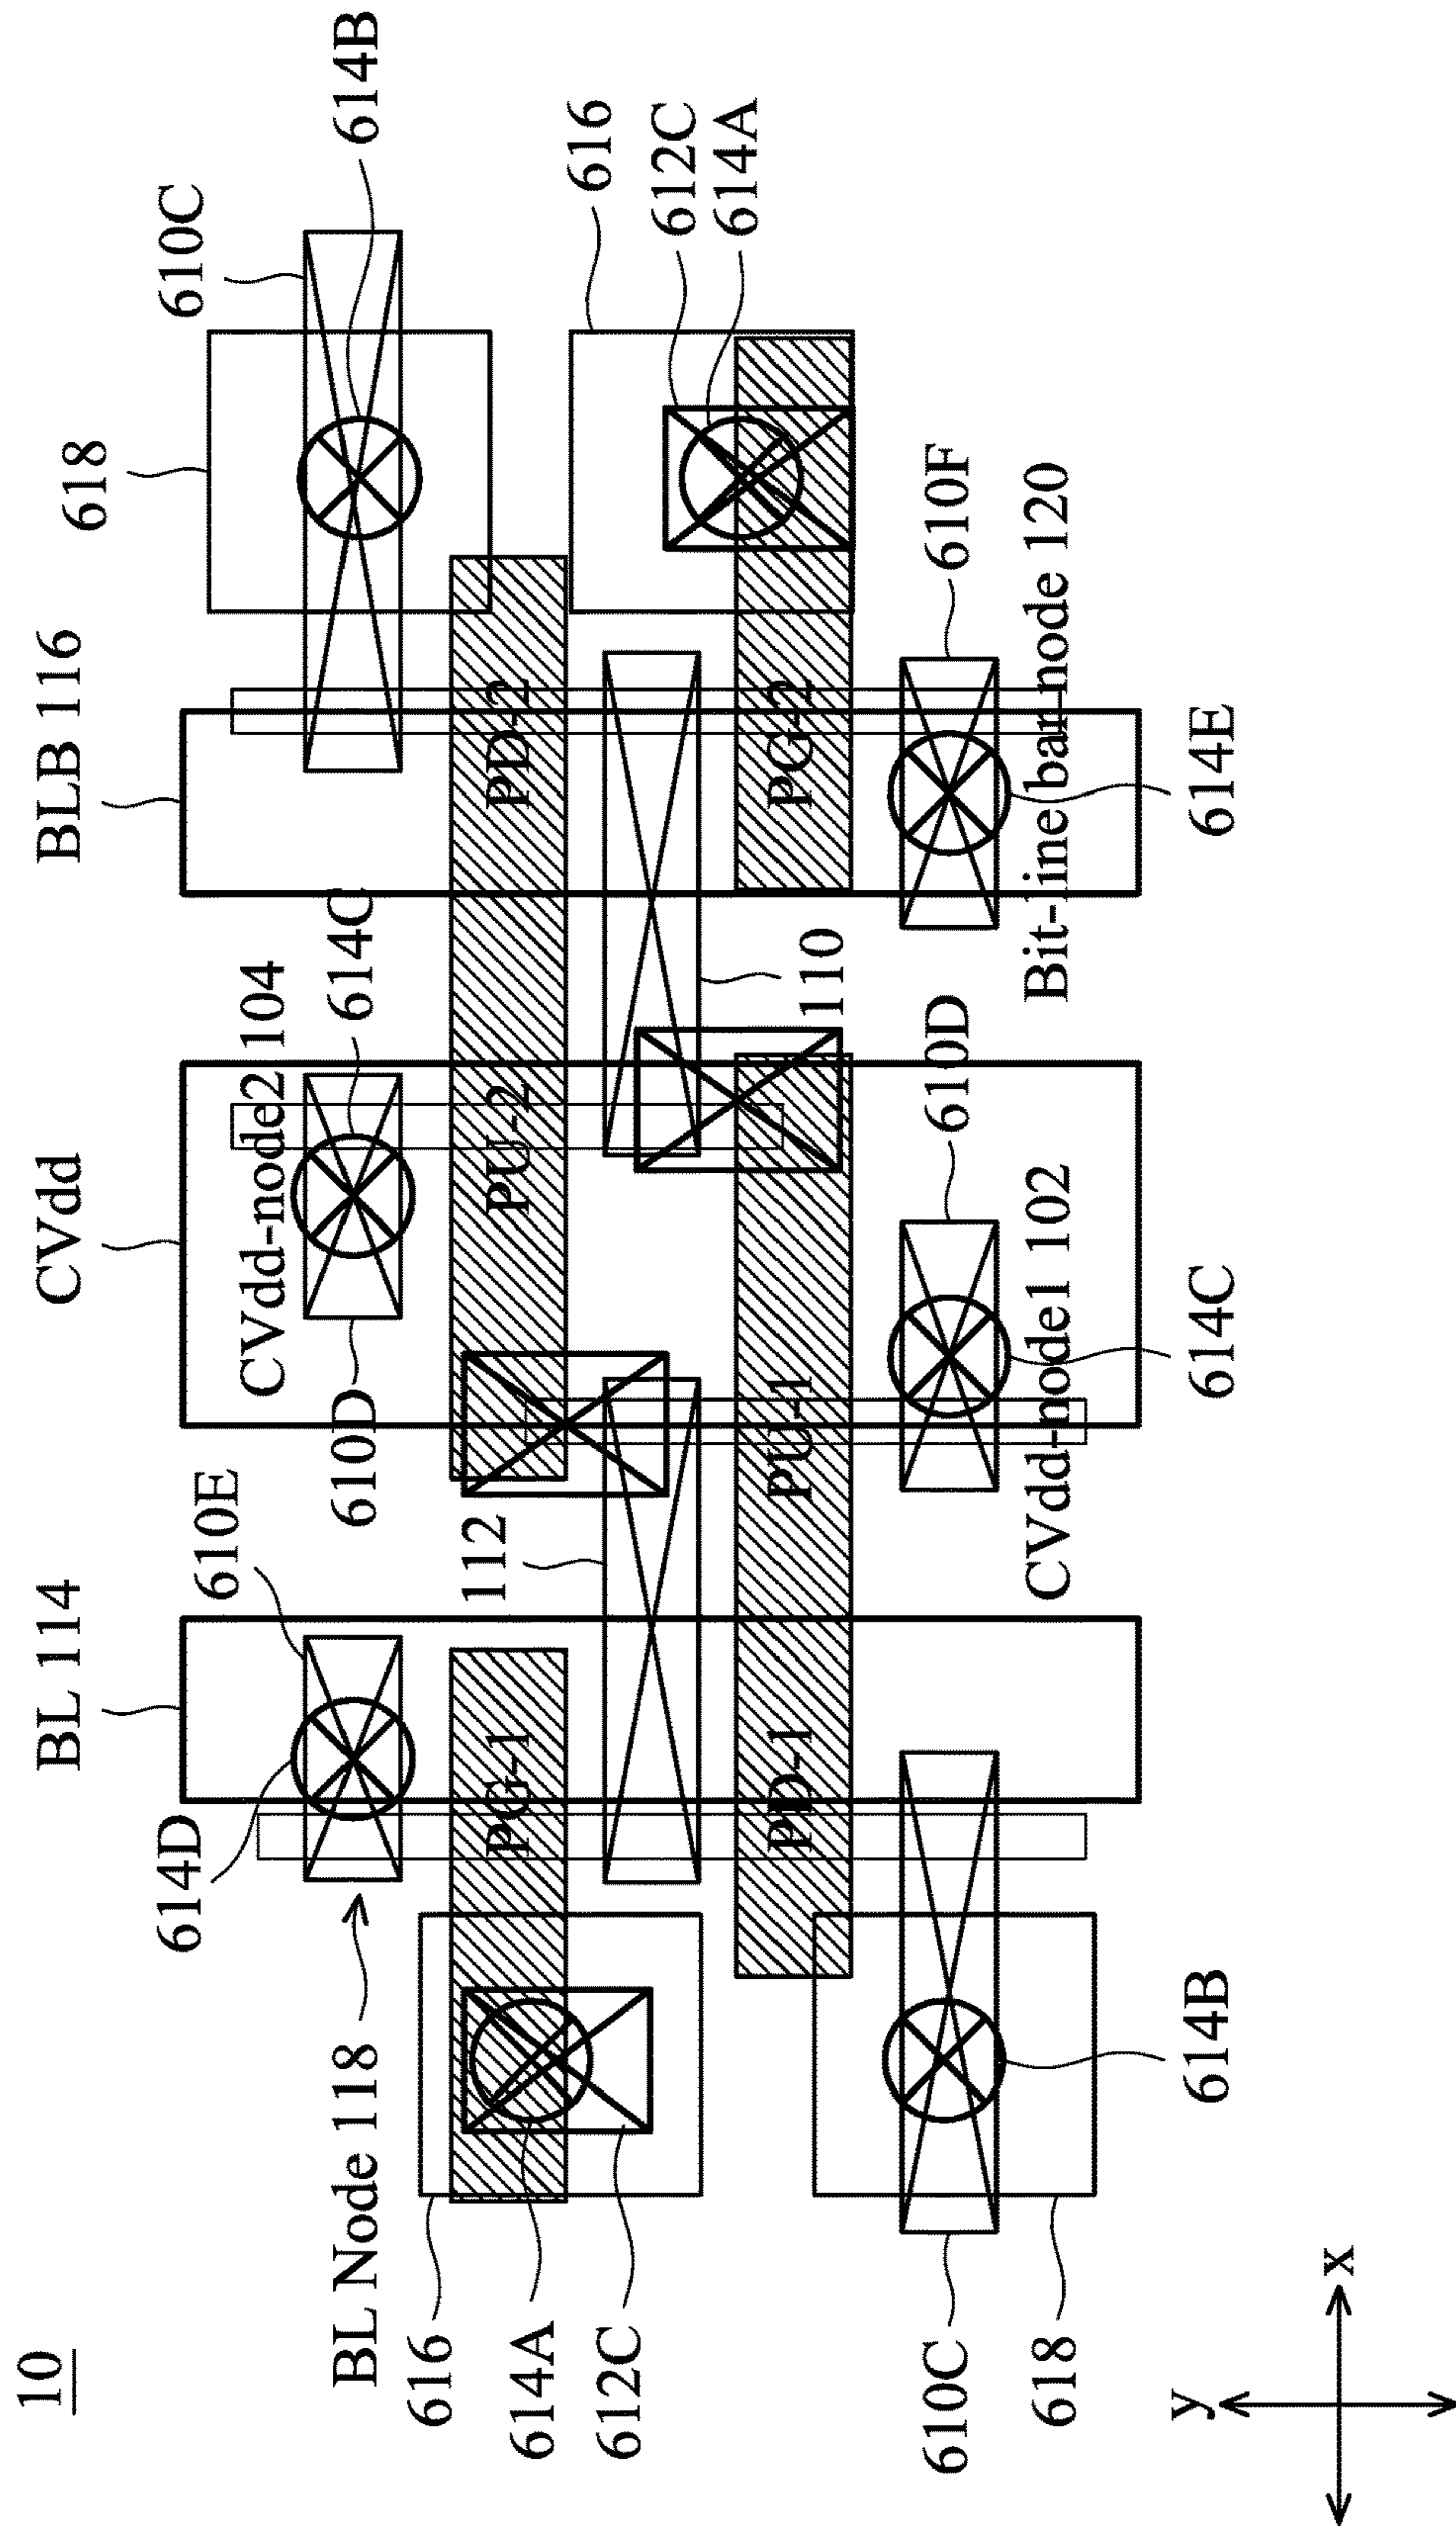 10
BL 114
CVdd
BLB 116
618
610C
614B
614D
610E
BL Node 118
610D
CVdd-node2 104
614C
616
612C
614A
PG-1
112
PU-2
PD-2
616
614A
612C
PD-1
PU-1
110
PG-2
610D
610F
610C
618
614B
CVdd-node1 102
614C
Bit-line bar node 120
614E
y
x